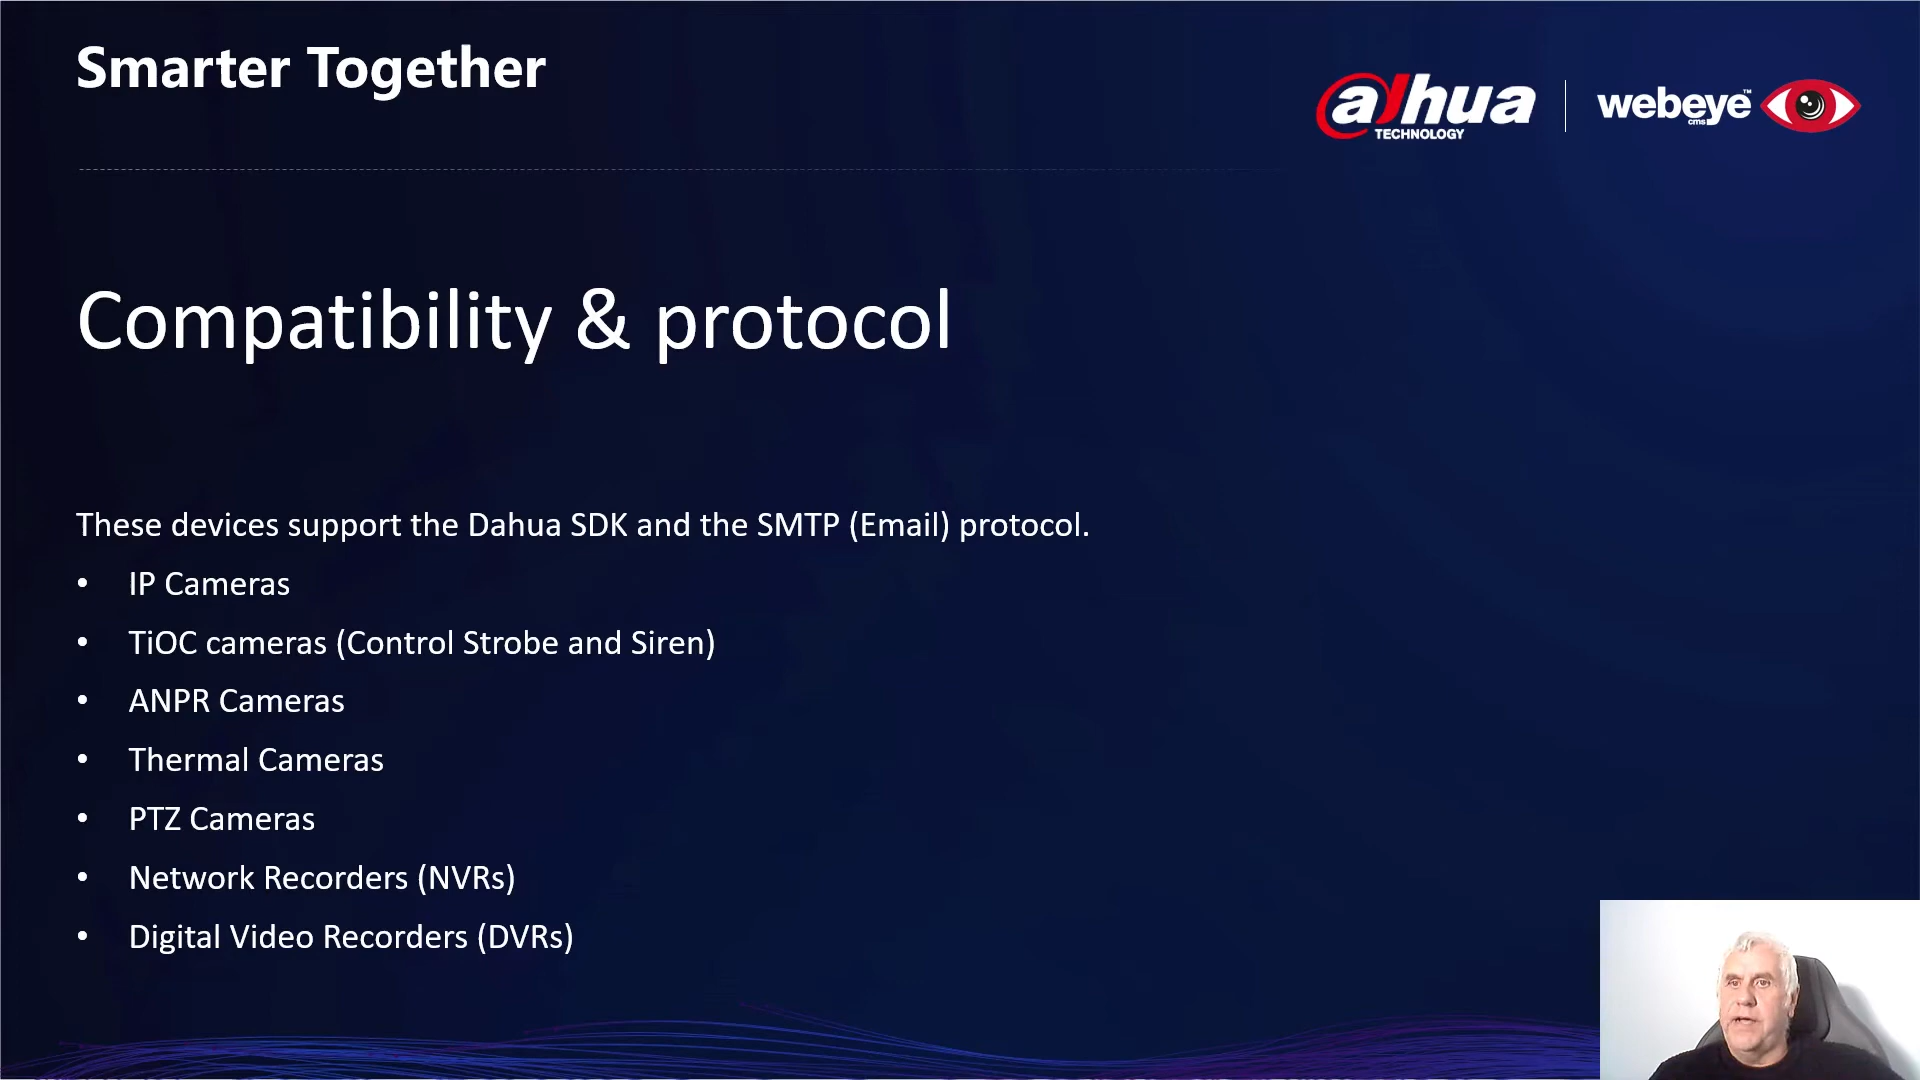 Smarter Together
alhua
TECHNOLOGY
webeye™
cms
Compatibility & protocol
These devices support the Dahua SDK and the SMTP (Email) protocol.
• IP Cameras
• TiOC cameras (Control Strobe and Siren)
• ANPR Cameras
• Thermal Cameras
• PTZ Cameras
• Network Recorders (NVRs)
• Digital Video Recorders (DVRs)